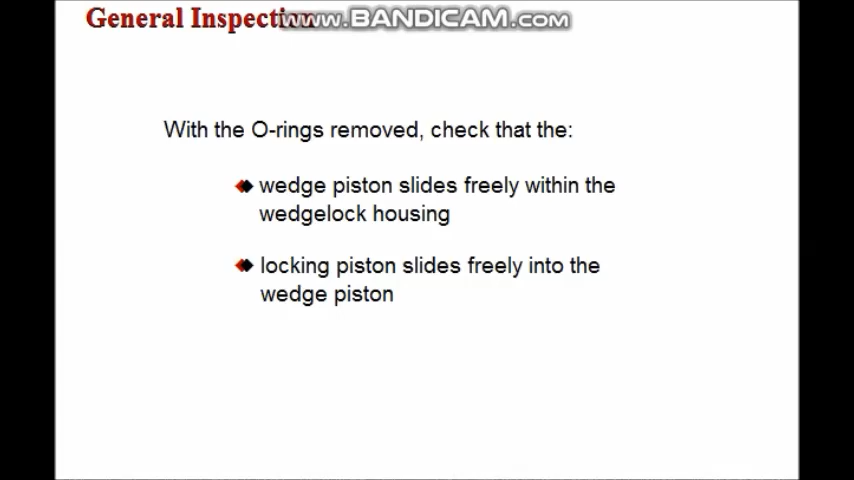 General Inspection
www.BANDICAM.com
With the O-rings removed, check that the:
wedge piston slides freely within the
wedgelock housing
locking piston slides freely into the
wedge piston